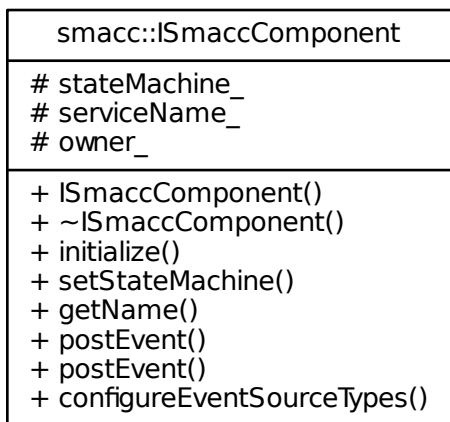 smacc::ISmaccComponent
# stateMachine_
# serviceName_
# owner_
+ ISmaccComponent()
+ ~ISmaccComponent()
+ initialize()
+ setStateMachine()
+ getName()
+ postEvent()
+ postEvent()
+ configureEventSourceTypes()